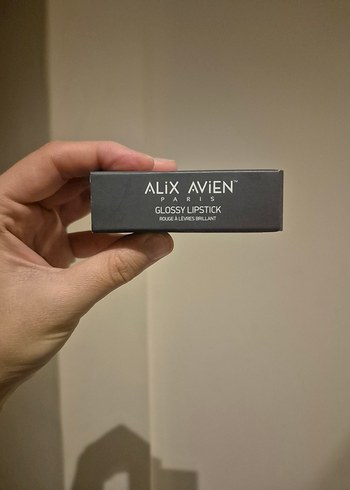 ALiX AViEN™
PARIS
GLOSSY LIPSTICK
ROUGE À LÈVRES BRILLANT